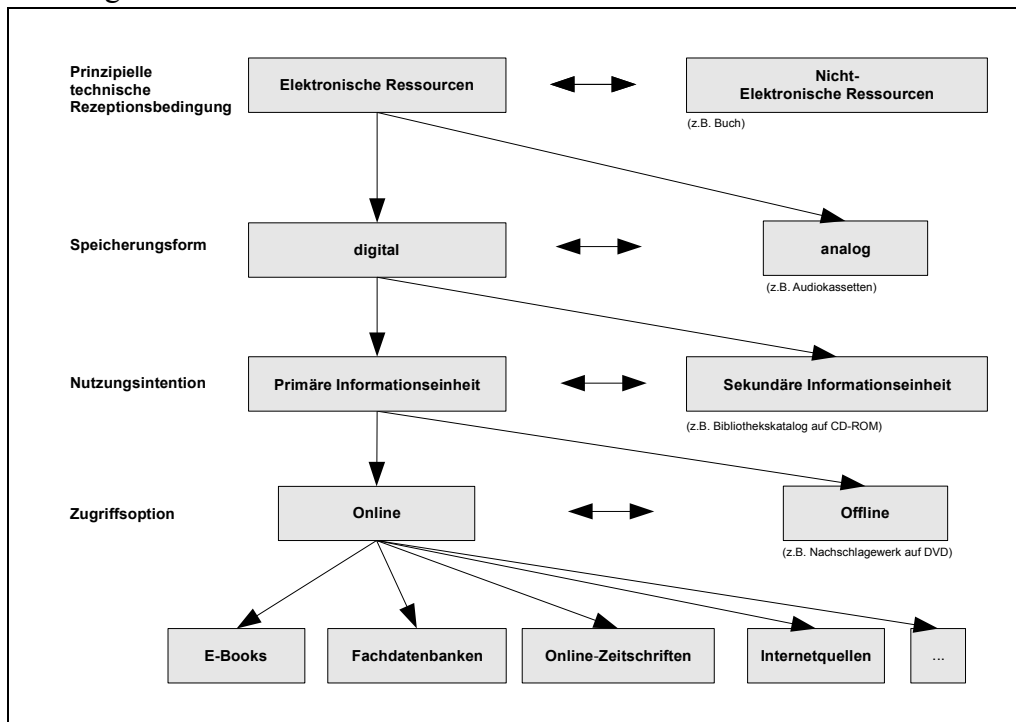 Prinzipielle
technische
Rezeptionsbedingung
Elektronische Ressourcen
Nicht-
Elektronische Ressourcen
(z.B. Buch)
Speicherungsform
digital
analog
(z.B. Audiokassetten)
Nutzungsintention
Primäre Informationseinheit
Sekundäre Informationseinheit
(z.B. Bibliothekskatalog auf CD-ROM)
Zugriffsoption
Online
Offline
(z.B. Nachschlagewerk auf DVD)
E-Books
Fachdatenbanken
Online-Zeitschriften
Internetquellen
...